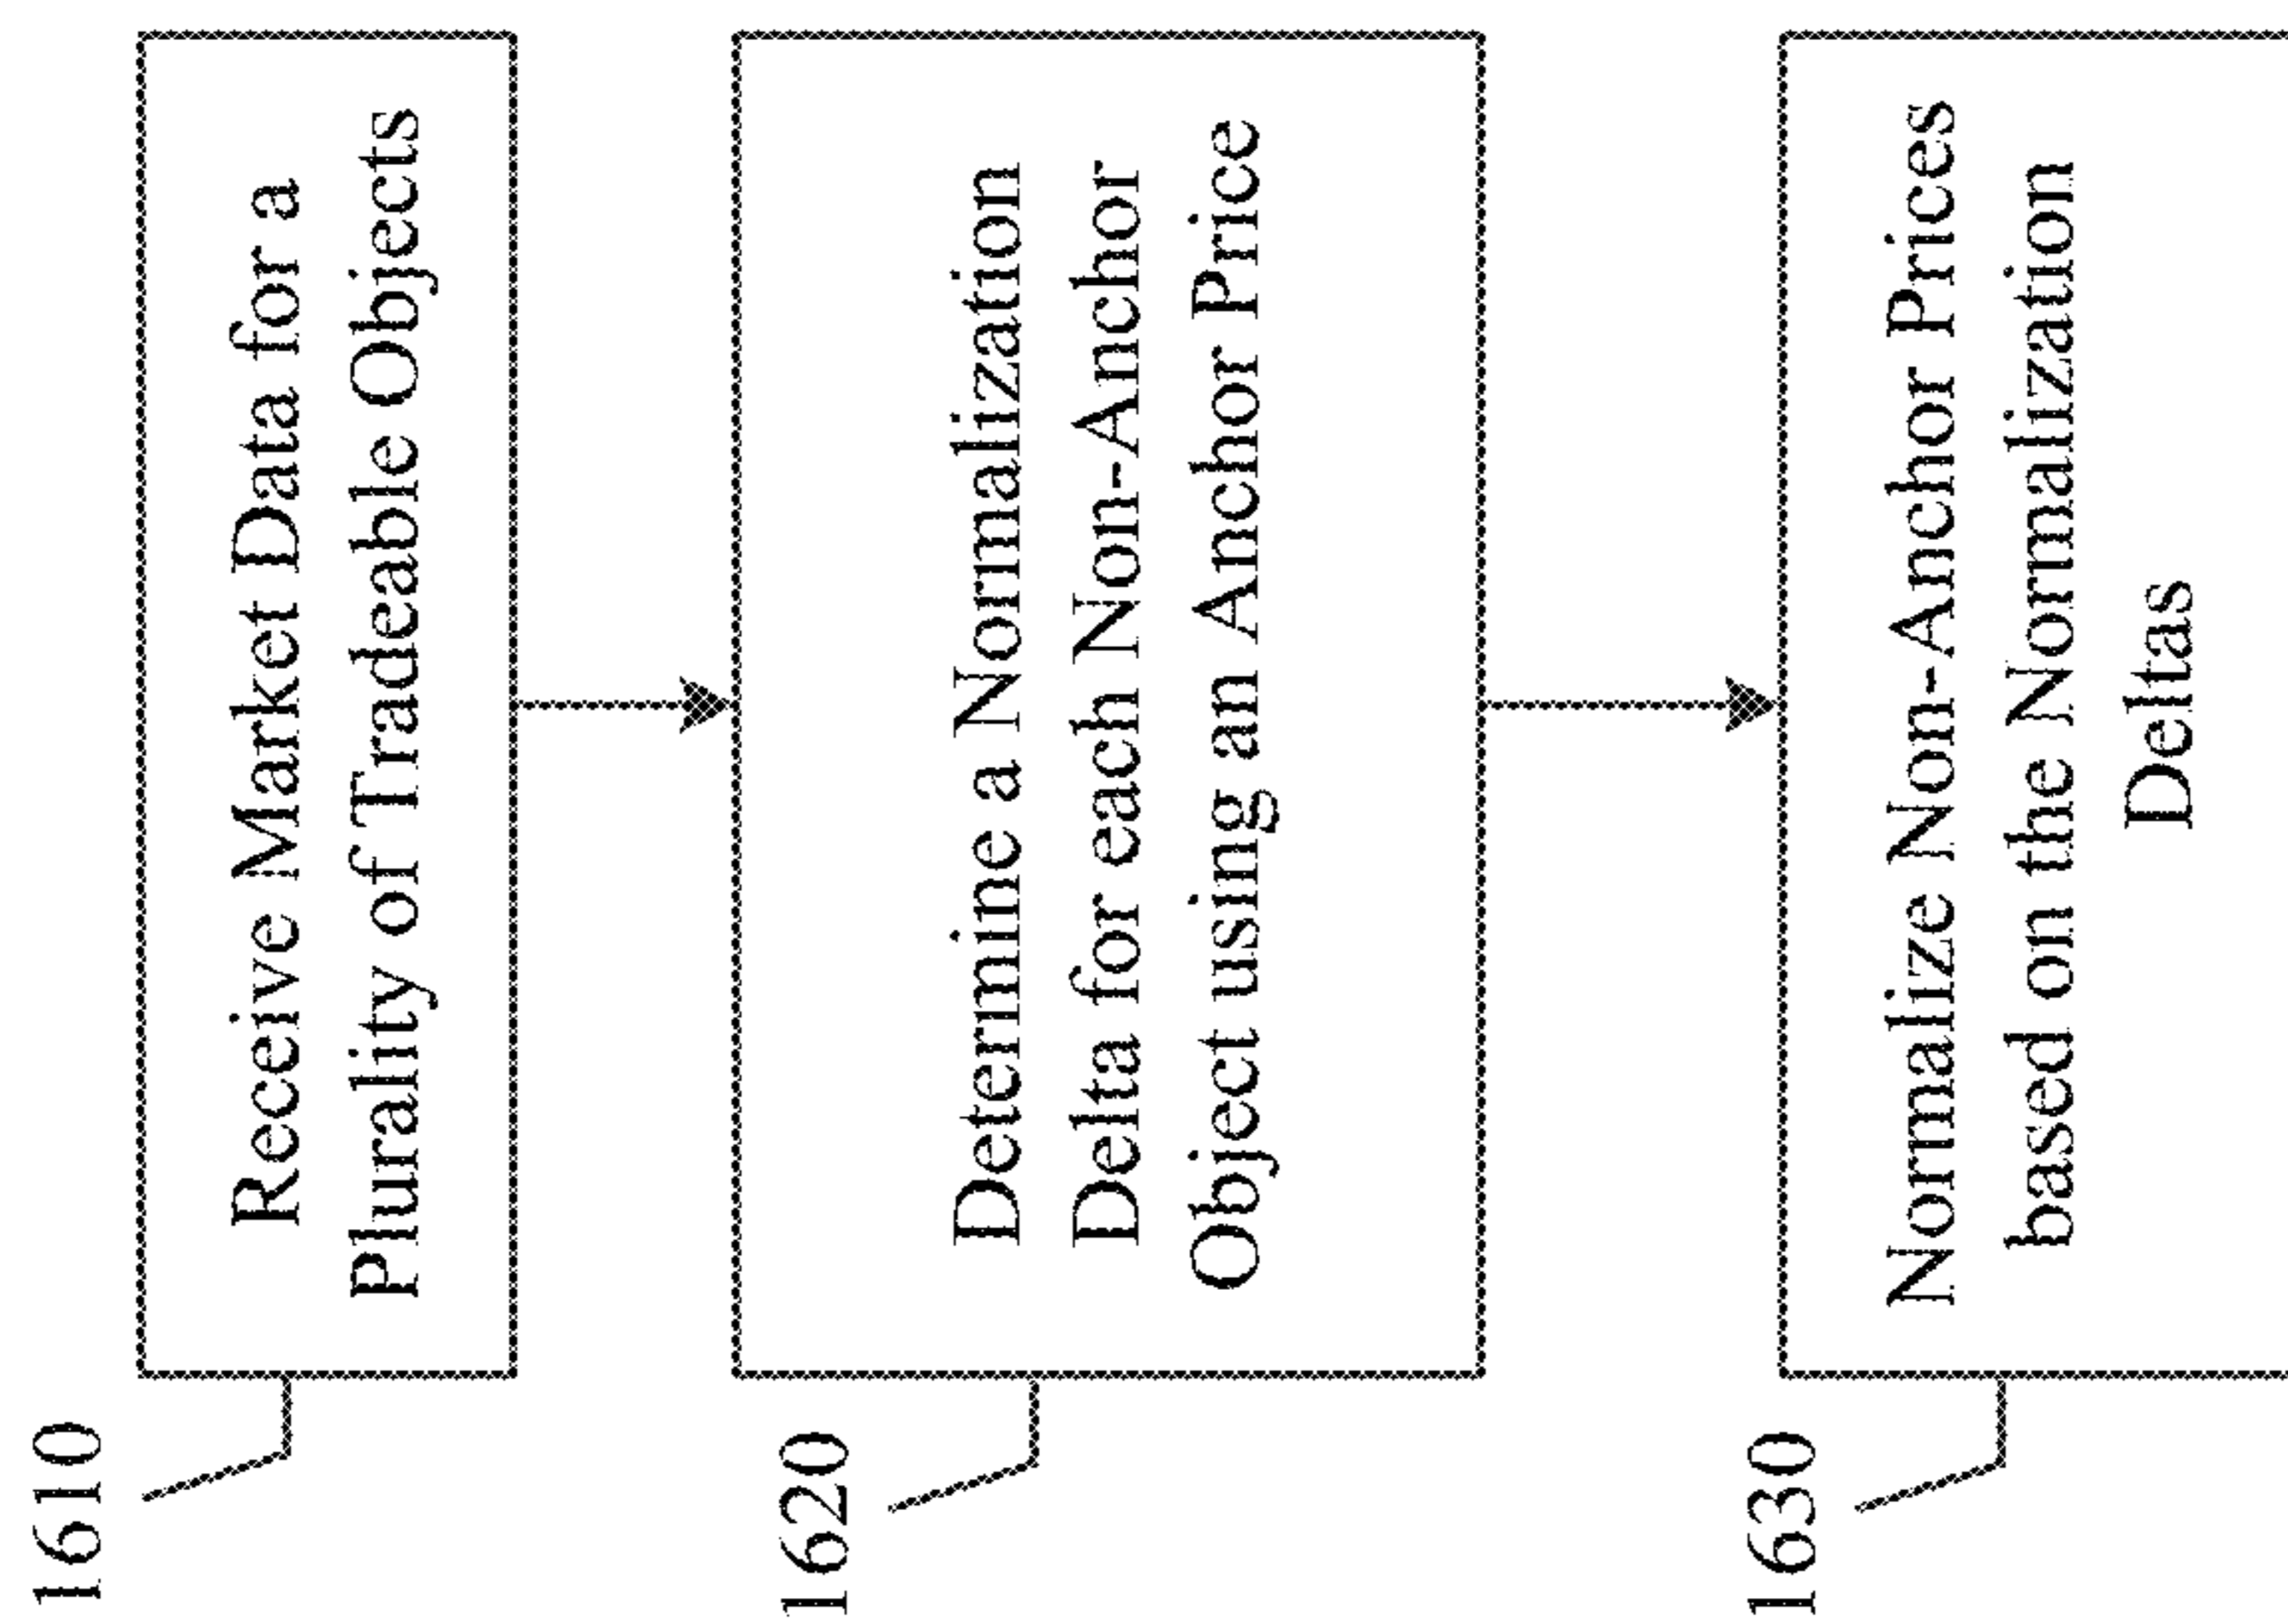 1610
Receive Market Data for a
Plurality of Tradeable Objects
1620
Determine a Normalization
Delta for each Non-Anchor
Object using an Anchor Price
1630
Normalize Non-Anchor Prices
based on the Normalization
Deltas